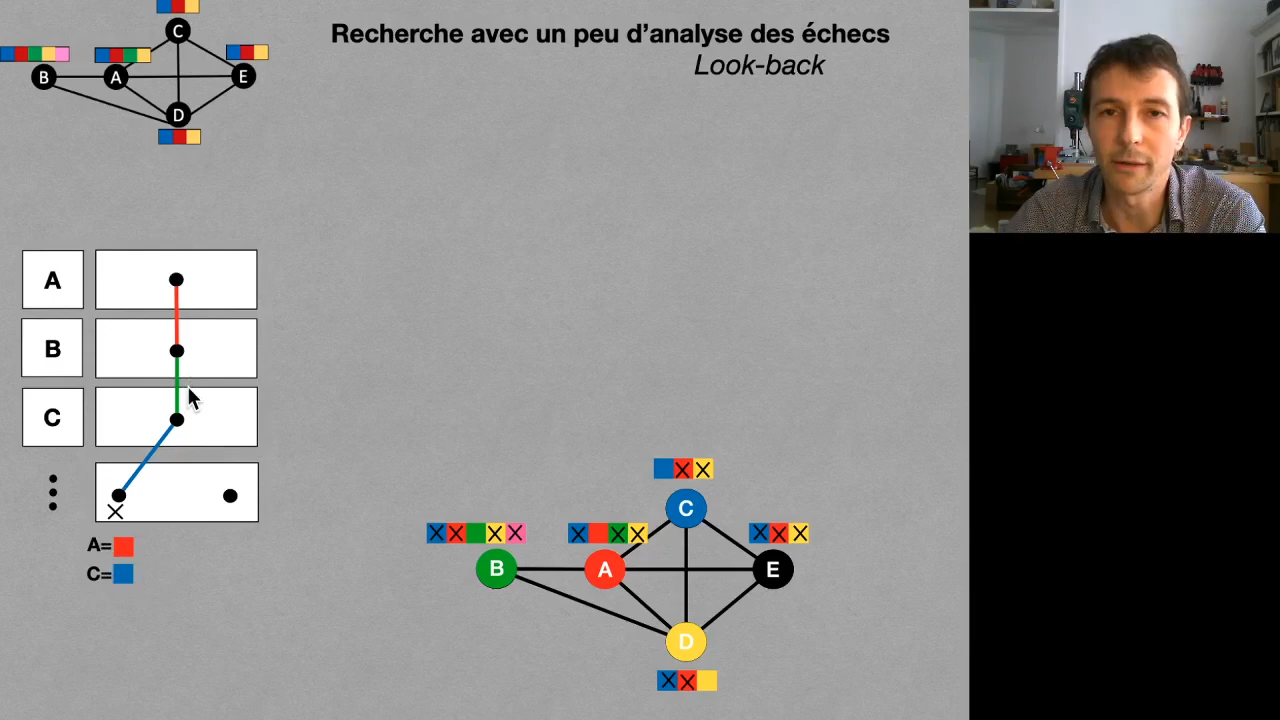 Recherche avec un peu d’analyse des échecs
Look-back
C
B
A
E
D
A
B
C
A=
C=
C
B
A
E
D